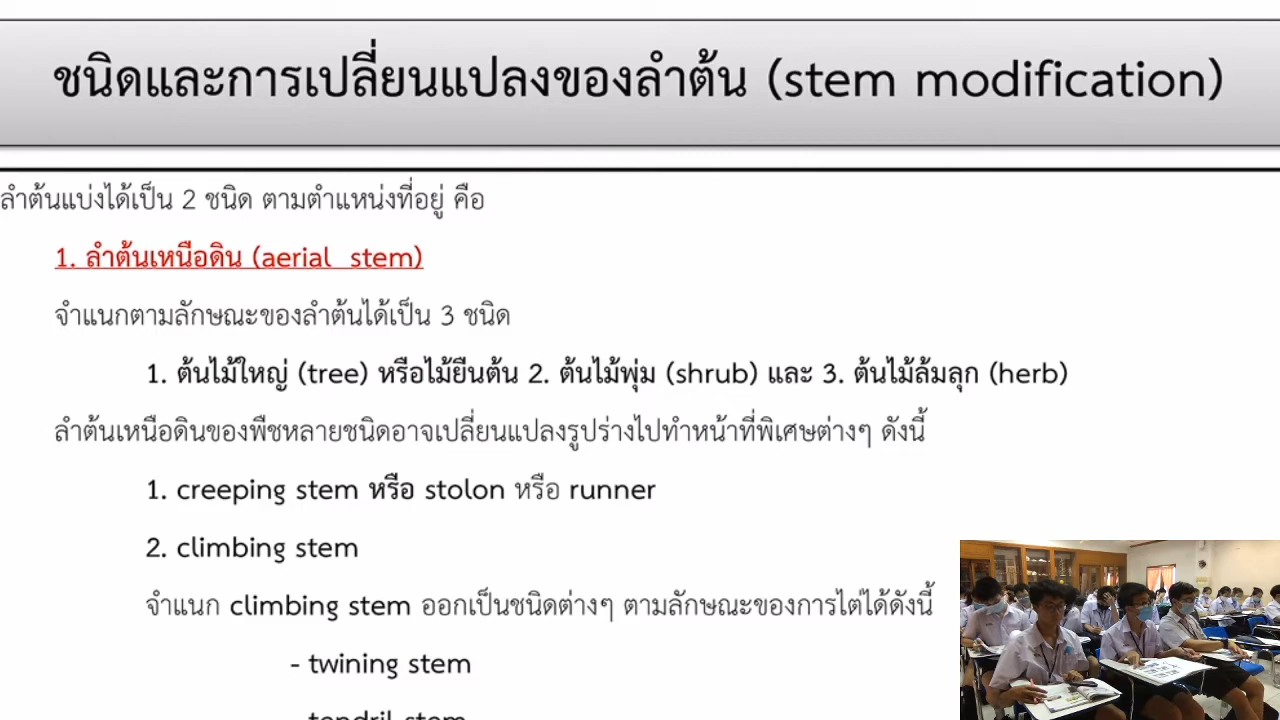 ชนิดและการเปลี่ยนแปลงของลำต้น (stem modification)
ลำต้นแบ่งได้เป็น 2 ชนิด ตามตำแหน่งที่อยู่ คือ
1. ลำต้นเหนือดิน (aerial stem)
จำแนกตามลักษณะของลำต้นได้เป็น 3 ชนิด
1. ต้นไม้ใหญ่ (tree) หรือไม้ยืนต้น 2. ต้นไม้พุ่ม (shrub) และ 3. ต้นไม้ล้มลุก (herb)
ลำต้นเหนือดินของพืชหลายชนิดอาจเปลี่ยนแปลงรูปร่างไปทำหน้าที่พิเศษต่างๆ ดังนี้
1. creeping stem หรือ stolon หรือ runner
2. climbing stem
จำแนก climbing stem ออกเป็นชนิดต่างๆ ตามลักษณะของการไต่ได้ดังนี้
- twining stem
tendril stem